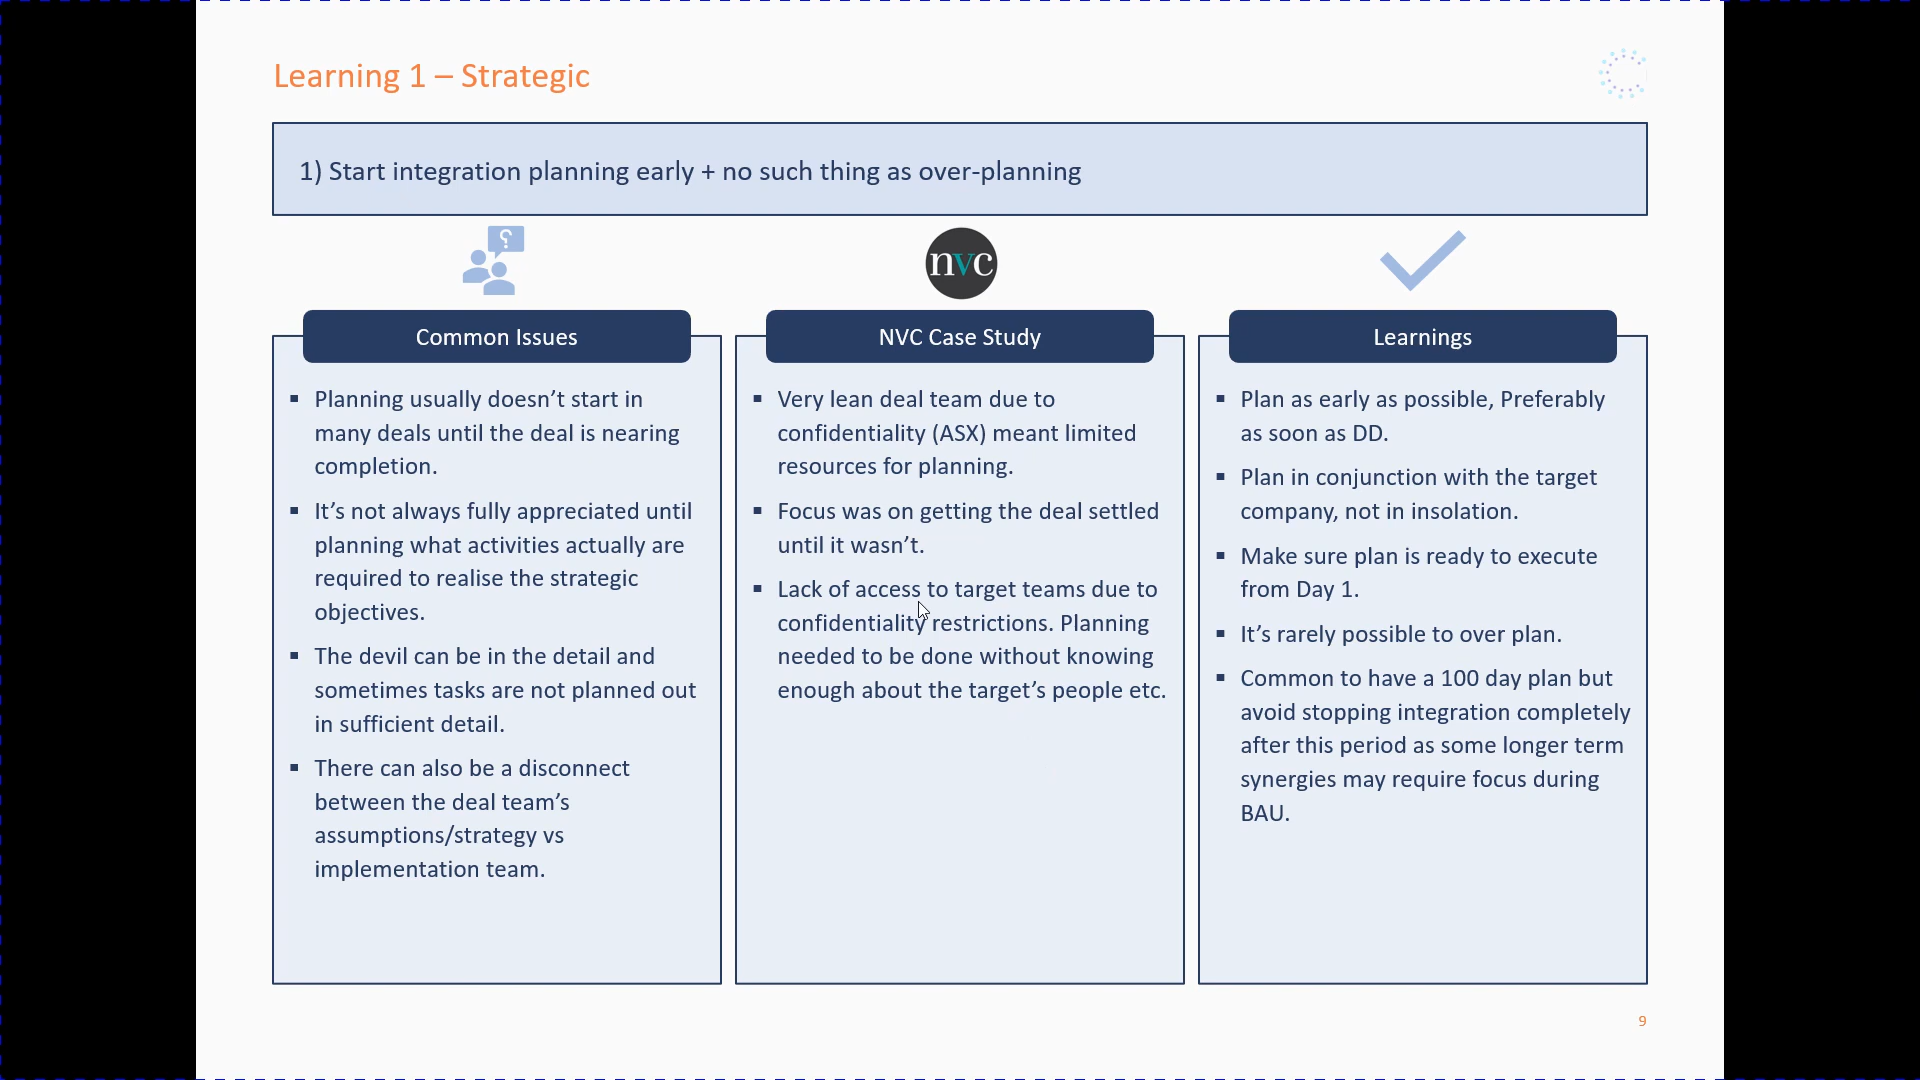 Learning 1 – Strategic
1) Start integration planning early + no such thing as over-planning
?
nvc
Common Issues
▪ Planning usually doesn’t start in
many deals until the deal is nearing
completion.
▪ It’s not always fully appreciated until
planning what activities actually are
required to realise the strategic
objectives.
▪ The devil can be in the detail and
sometimes tasks are not planned out
in sufficient detail.
▪ There can also be a disconnect
between the deal team’s
assumptions/strategy vs
implementation team.
NVC Case Study
▪ Very lean deal team due to
confidentiality (ASX) meant limited
resources for planning.
▪ Focus was on getting the deal settled
until it wasn’t.
▪ Lack of access to target teams due to
confidentiality restrictions. Planning
needed to be done without knowing
enough about the target’s people etc.
Learnings
▪ Plan as early as possible, Preferably
as soon as DD.
▪ Plan in conjunction with the target
company, not in insolation.
▪ Make sure plan is ready to execute
from Day 1.
▪ It’s rarely possible to over plan.
▪ Common to have a 100 day plan but
avoid stopping integration completely
after this period as some longer term
synergies may require focus during
BAU.
9